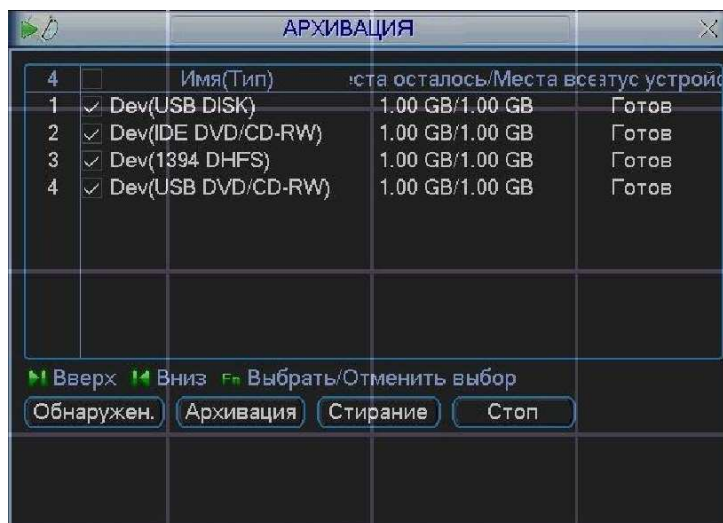 АРХИВАЦИЯ
4 Имя(Тип) ста осталось/Места все атус устройс
1 Dev(USB DISK) 1.00 GB/1.00 GB Готов
2 Dev(IDE DVD/CD-RW) 1.00 GB/1.00 GB Готов
3 Dev(1394 DHFS) 1.00 GB/1.00 GB Готов
4 Dev(USB DVD/CD-RW) 1.00 GB/1.00 GB Готов
Вверх Вниз Fn Выбрать/Отменить выбор
Обнаружен. Архивация Стирание Стоп